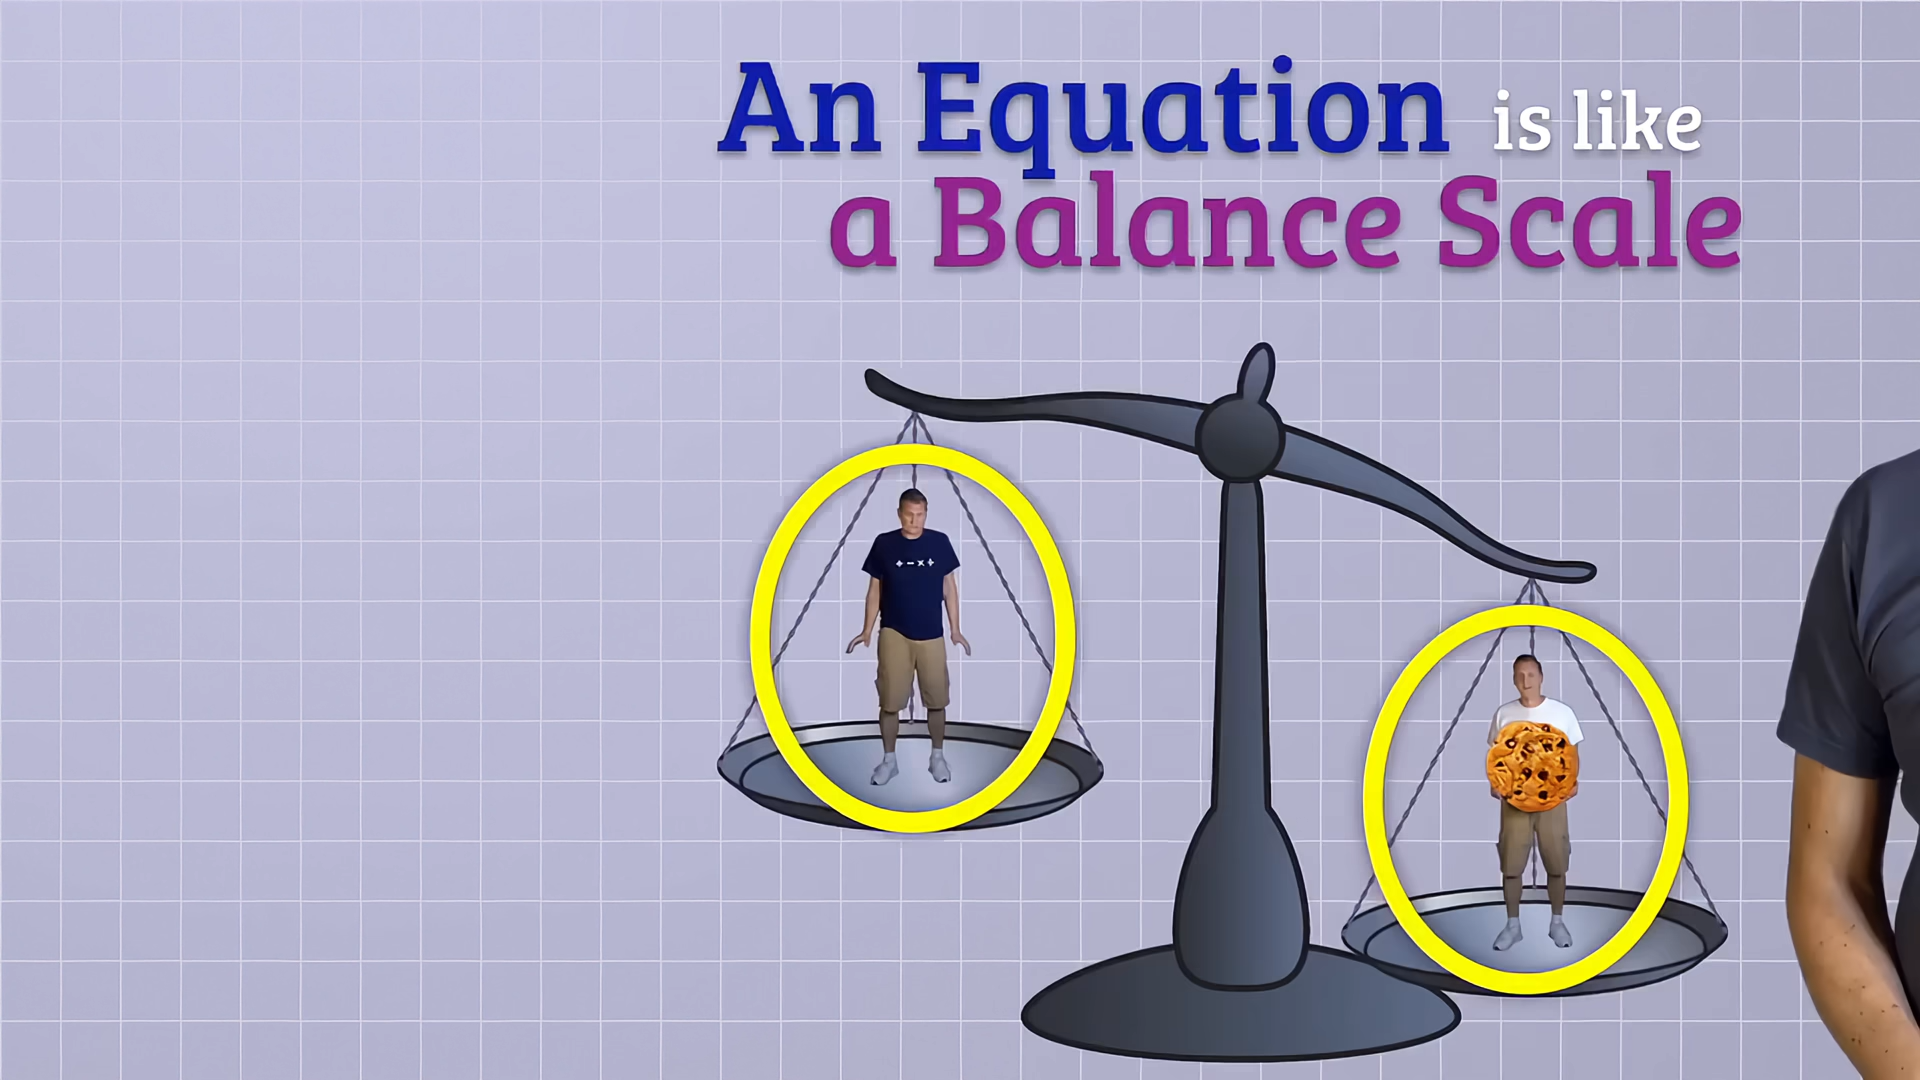 An Equation is like
a Balance Scale
+ − × ÷